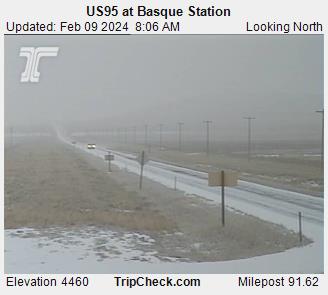 US95 at Basque Station
Updated: Feb 09 2024 8:06 AM Looking North
Elevation 4460 TripCheck.com Milepost 91.62